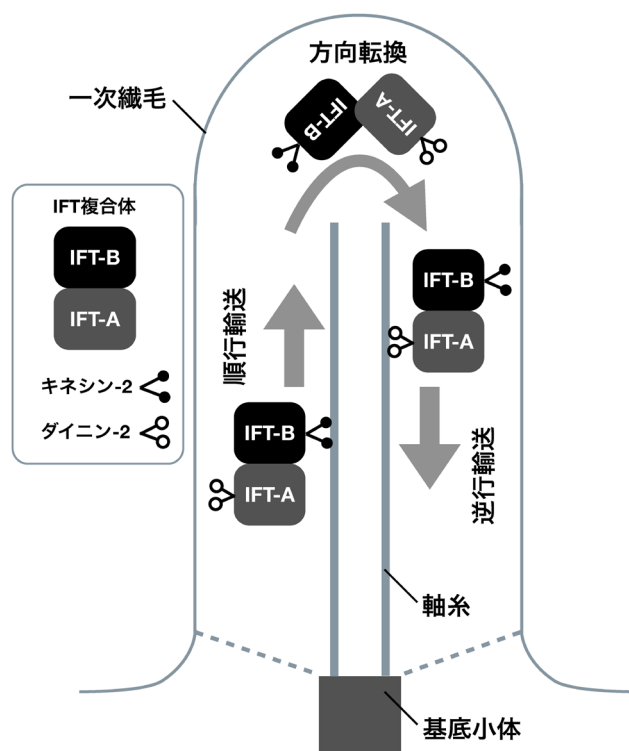 方向転換
一次繊毛
IFT-B
IFT-A
IFT複合体
IFT-B
IFT-A
キネシン-2
ダイニン-2
順行輸送
IFT-B
IFT-A
IFT-B
IFT-A
逆行輸送
軸糸
基底小体